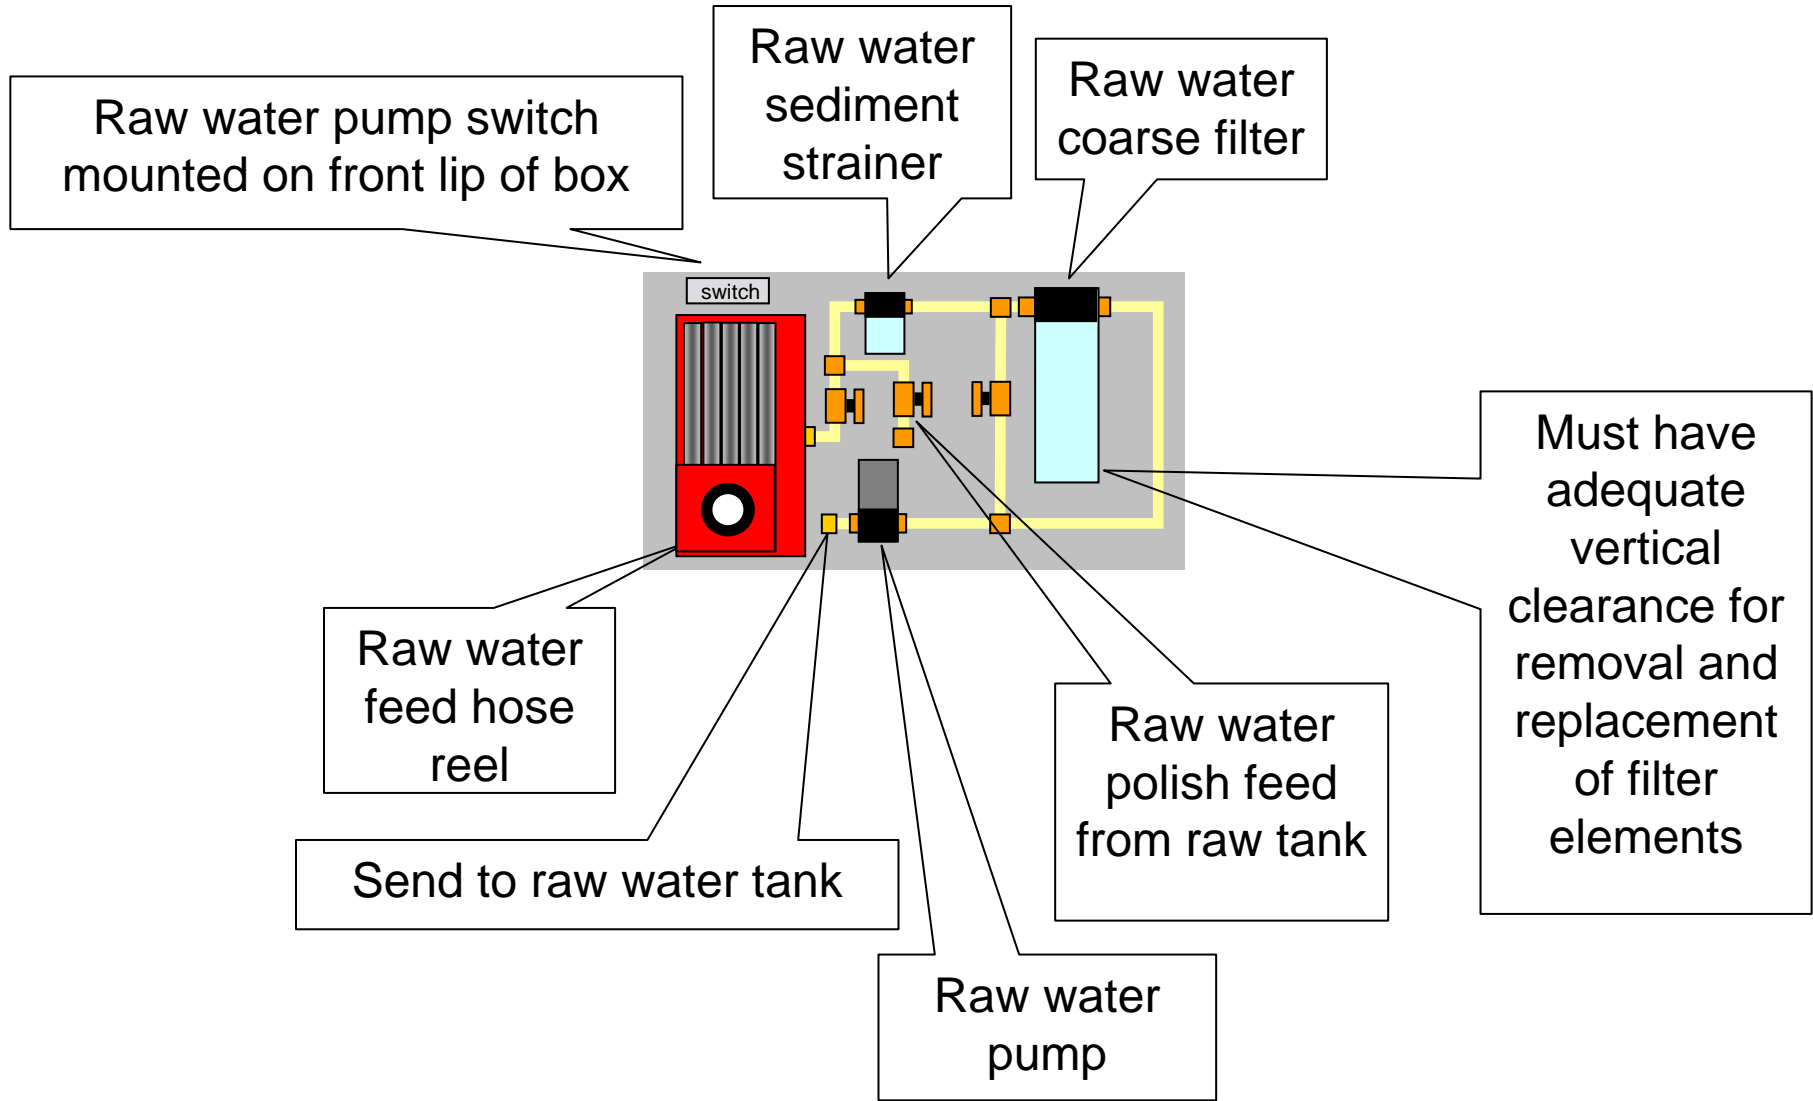 Raw water pump switch
mounted on front lip of box
Raw water
sediment
strainer
Raw water
coarse filter
switch
Must have
adequate
vertical
clearance for
removal and
replacement
of filter
elements
Raw water
feed hose
reel
Raw water
polish feed
from raw tank
Send to raw water tank
Raw water
pump